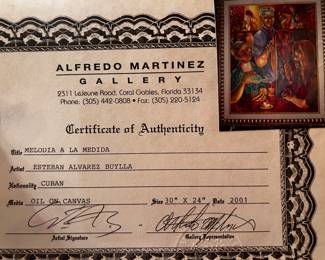 ALFREDO MARTINEZ
GALLERY
2311 LeJeune Road, Coral Gables, Florida 33134
Phone: (305) 442-0808 • Fax: (305) 220-5124
Certificate of Authenticity
Title MELODIA A LA MEDIDA
Artist ESTEBAN ALVAREZ BUYLLA
Nationality CUBAN
Media OIL ON CANVAS Size 30" X 24" Date 2001
Artist Signature Gallery Representative